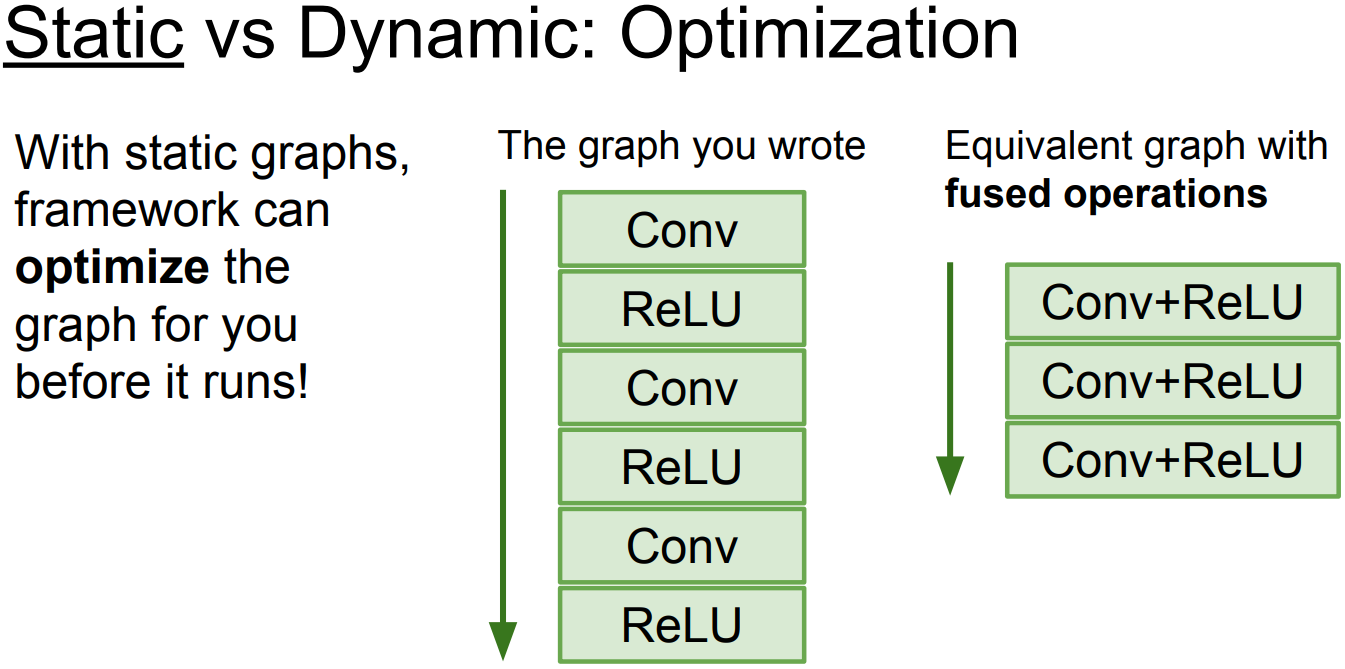 Static vs Dynamic: Optimization
With static graphs,
framework can
optimize the
graph for you
before it runs!
The graph you wrote
Conv
ReLU
Conv
ReLU
Conv
ReLU
Equivalent graph with
fused operations
Conv+ReLU
Conv+ReLU
Conv+ReLU